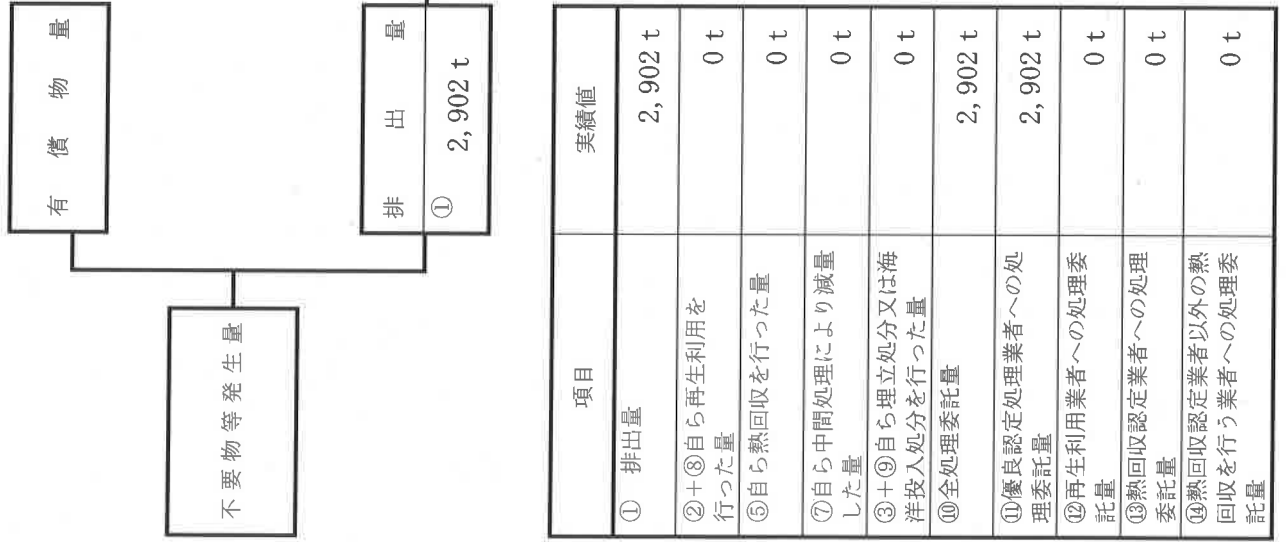 不要物等発生量
有償物量
排出量
①
2,902 t
項目
実績値
① 排出量
2,902 t
②+⑧自ら再生利用を
行った量
0 t
⑤自ら熱回収を行った量
0 t
⑦自ら中間処理により減量
した量
0 t
③+⑨自ら埋立処分又は海
洋投入処分を行った量
0 t
⑩全処理委託量
2,902 t
⑪優良認定処理業者への処
理委託量
2,902 t
⑫再生利用業者への処理委
託量
0 t
⑬熱回収認定業者への処理
委託量
0 t
⑭熱回収認定業者以外の熱
回収を行う業者への処理委
託量
0 t